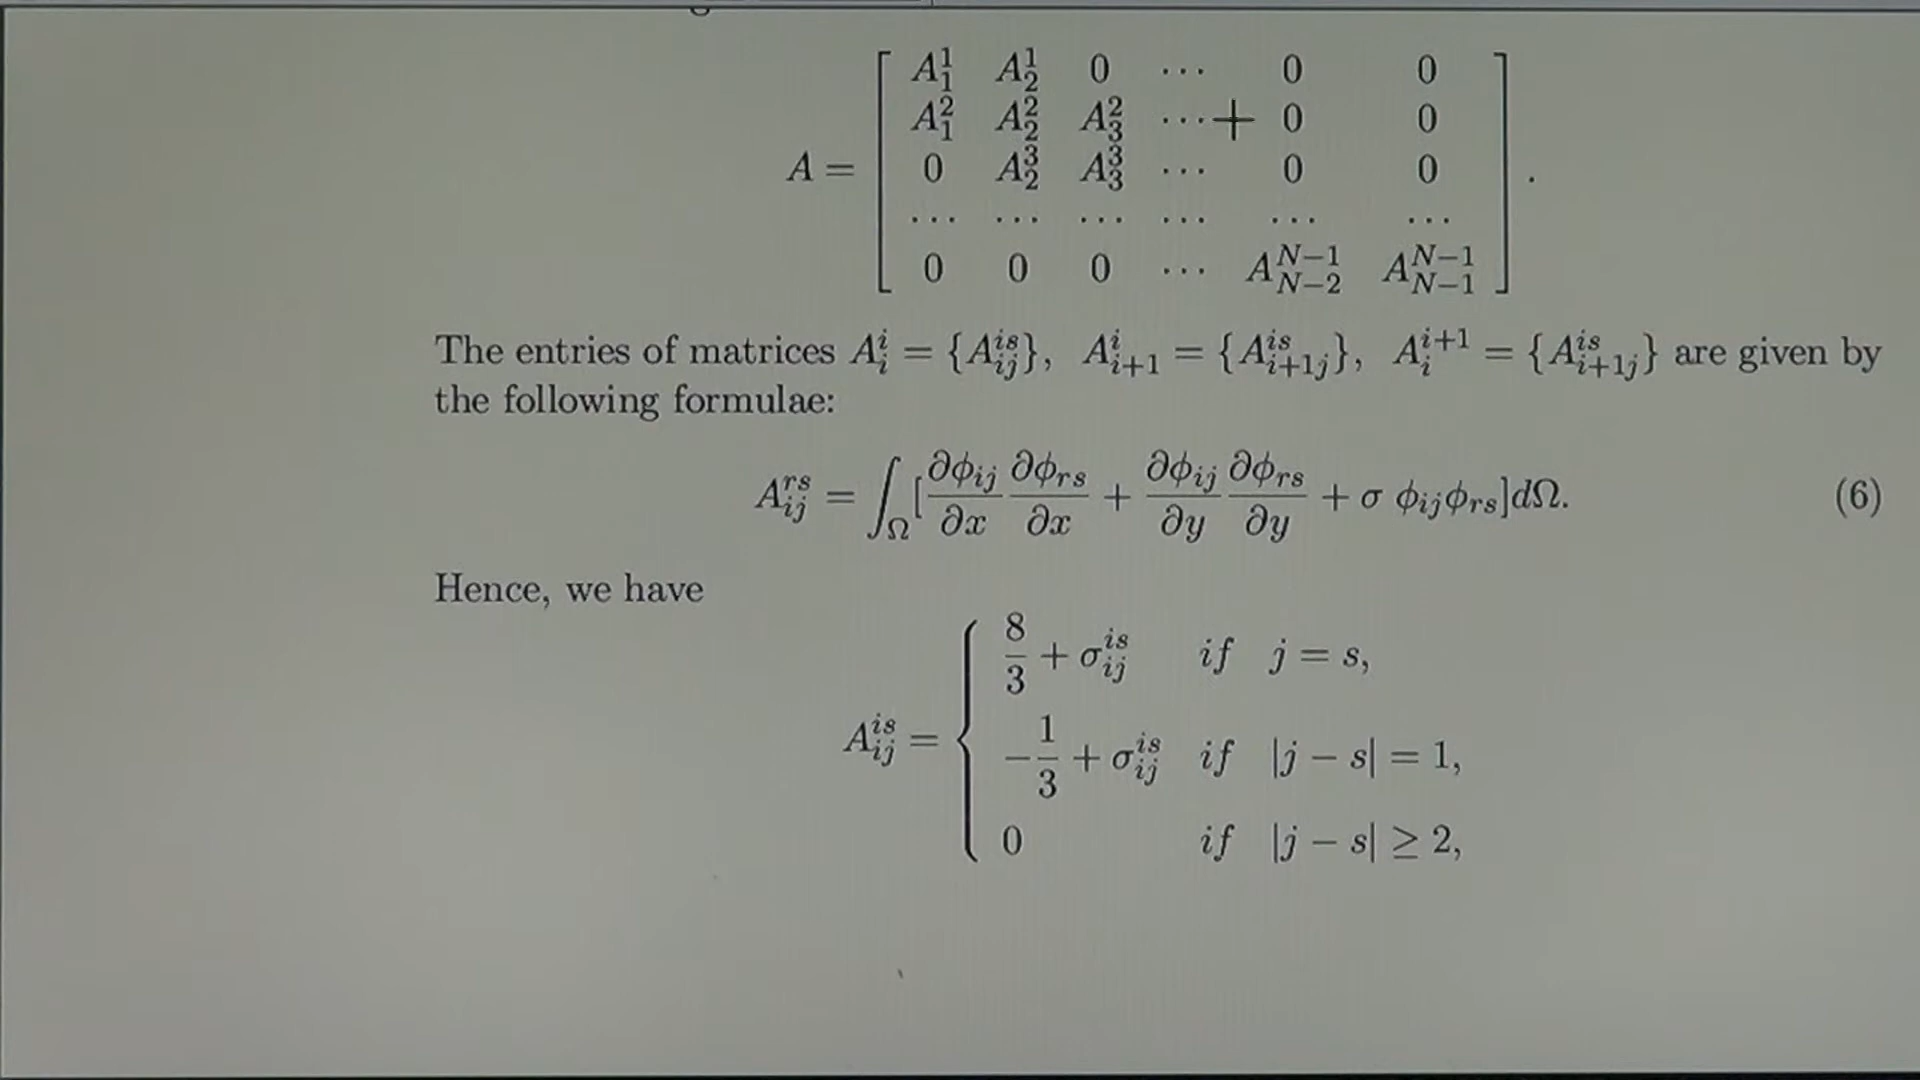 A = [ A_1^1 A_2^1 0 ⋯ 0 0
A_1^2 A_2^2 A_3^2 ⋯ 0 0
0 A_2^3 A_3^3 ⋯ 0 0
⋯ ⋯ ⋯ ⋯ ⋯ ⋯
0 0 0 ⋯ A_{N-2}^{N-1} A_{N-1}^{N-1} ] .
The entries of matrices A_i^i = {A_{ij}^{is}}, A_{i+1}^i = {A_{i+1j}^{is}}, A_i^{i+1} = {A_{i+1j}^{is}} are given by
the following formulae:
A_{ij}^{rs} = ∫_Ω [∂ϕ_{ij}/∂x ∂ϕ_{rs}/∂x + ∂ϕ_{ij}/∂y ∂ϕ_{rs}/∂y + σ ϕ_{ij}ϕ_{rs}]dΩ. (6)
Hence, we have
A_{ij}^{is} = { 8/3 + σ_{ij}^{is} if j = s,
-1/3 + σ_{ij}^{is} if |j − s| = 1,
0 if |j − s| ≥ 2,